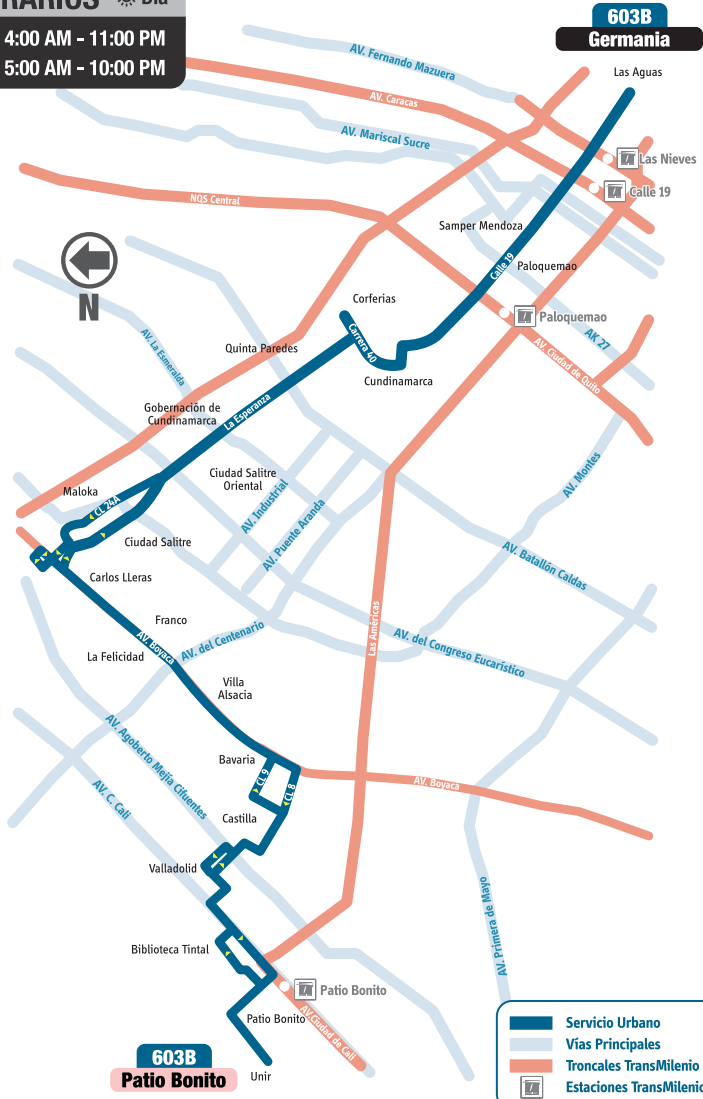 Día
4:00 AM - 11:00 PM
5:00 AM - 10:00 PM
603B
Germania
Las Aguas
AV. Fernando Mazuera
AV. Caracas
AV. Mariscal Sucre
Las Nieves
Calle 19
NQS Central
Samper Mendoza
Calle 19
Paloquemao
N
Corferias
Carrera 40
Paloquemao
AK 27
AV. La Esmeralda
Quinta Paredes
Cundinamarca
AV. Ciudad de Quito
Gobernación de
Cundinamarca
La Esperanza
Maloka
CL 24A
Ciudad Salitre
Oriental
AV. Industrial
AV. Puente Aranda
AV. Montes
Ciudad Salitre
AV. Batallón Caldas
Carlos LLeras
Franco
AV. Boyaca
AV. del Centenario
Las Américas
AV. del Congreso Eucarístico
La Felicidad
Villa
Alsacia
AV. Agoberto Mejía Cifuentes
Bavaria
CL 9
CL 8
AV. Boyaca
AV. C. Cali
Castilla
Valladolid
AV. Primera de Mayo
Biblioteca Tintal
Patio Bonito
Patio Bonito
AV.Ciudad de Cali
603B
Patio Bonito
Unir
Servicio Urbano
Vías Principales
Troncales TransMilenio
Estaciones TransMilenio